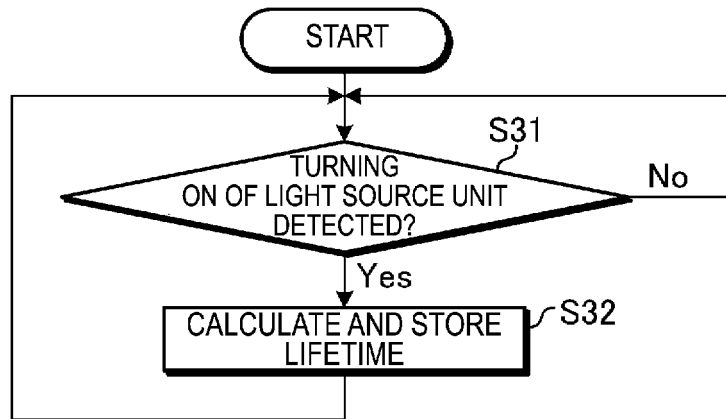 START
S31
TURNING
ON OF LIGHT SOURCE UNIT
DETECTED?
No
Yes
S32
CALCULATE AND STORE
LIFETIME